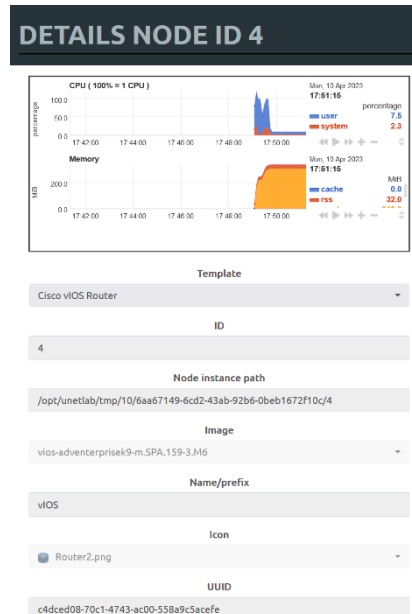 DETAILS NODE ID 4
CPU ( 100% = 1 CPU )
Mon, 10 Apr 2023
17:51:15
percentage
100.0
50.0
0.0
percentage
user 7.5
system 2.3
17:42:00 17:44:00 17:46:00 17:48:00 17:50:00
Memory
Mon, 10 Apr 2023
17:51:15
MiB
200.0
0.0
MiB
cache 0.0
rss 32.0
17:42:00 17:44:00 17:46:00 17:48:00 17:50:00
Template
Cisco vIOS Router
ID
4
Node instance path
/opt/unetlab/tmp/10/6aa67149-6cd2-43ab-92b6-0beb1672f10c/4
Image
vios-adventerprisek9-m.SPA.159-3.M6
Name/prefix
vIOS
Icon
Router2.png
UUID
c4dced08-70c1-4743-ac00-558a9c5acefe